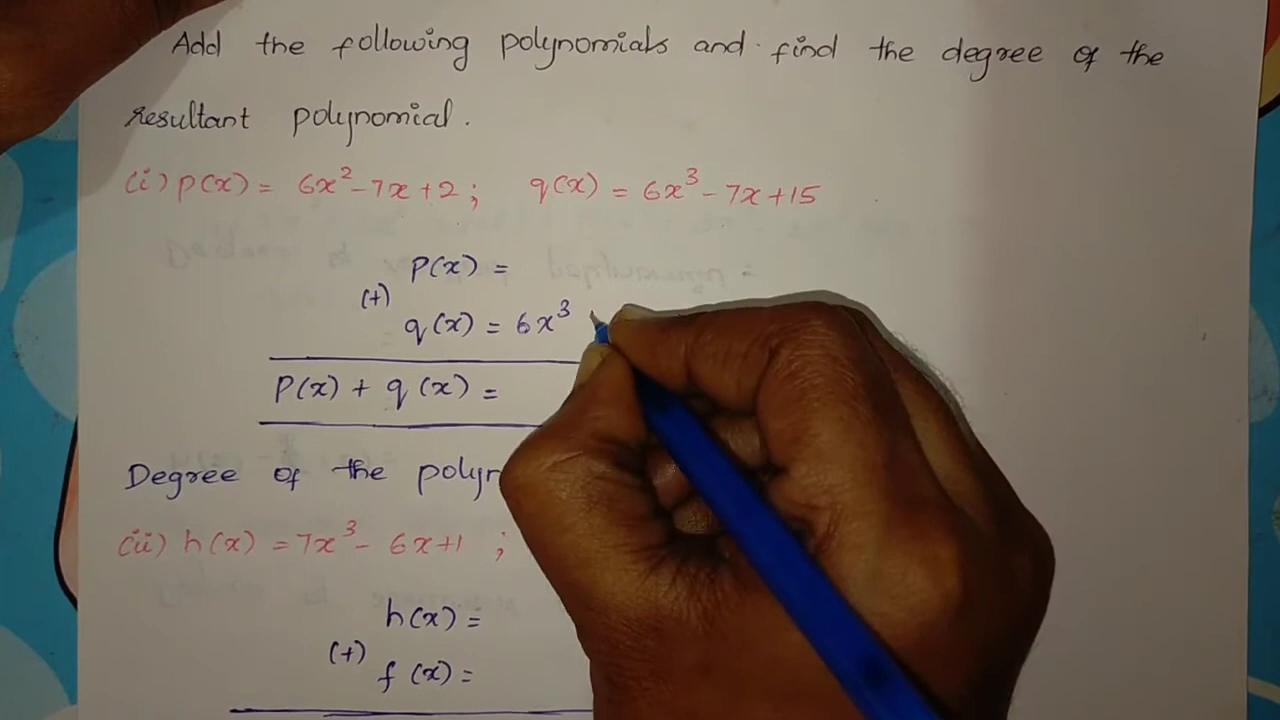 Add the following polynomials and find the degree of the
resultant polynomial.
(i) p(x) = 6x² - 7x + 2 ; q(x) = 6x³ - 7x + 15
P(x) =
(+)
q(x) = 6x³
P(x) + q(x) =
Degree of the
(ii) h(x) = 7x³ - 6x + 1 ;
h(x) =
(+)
f(x) =